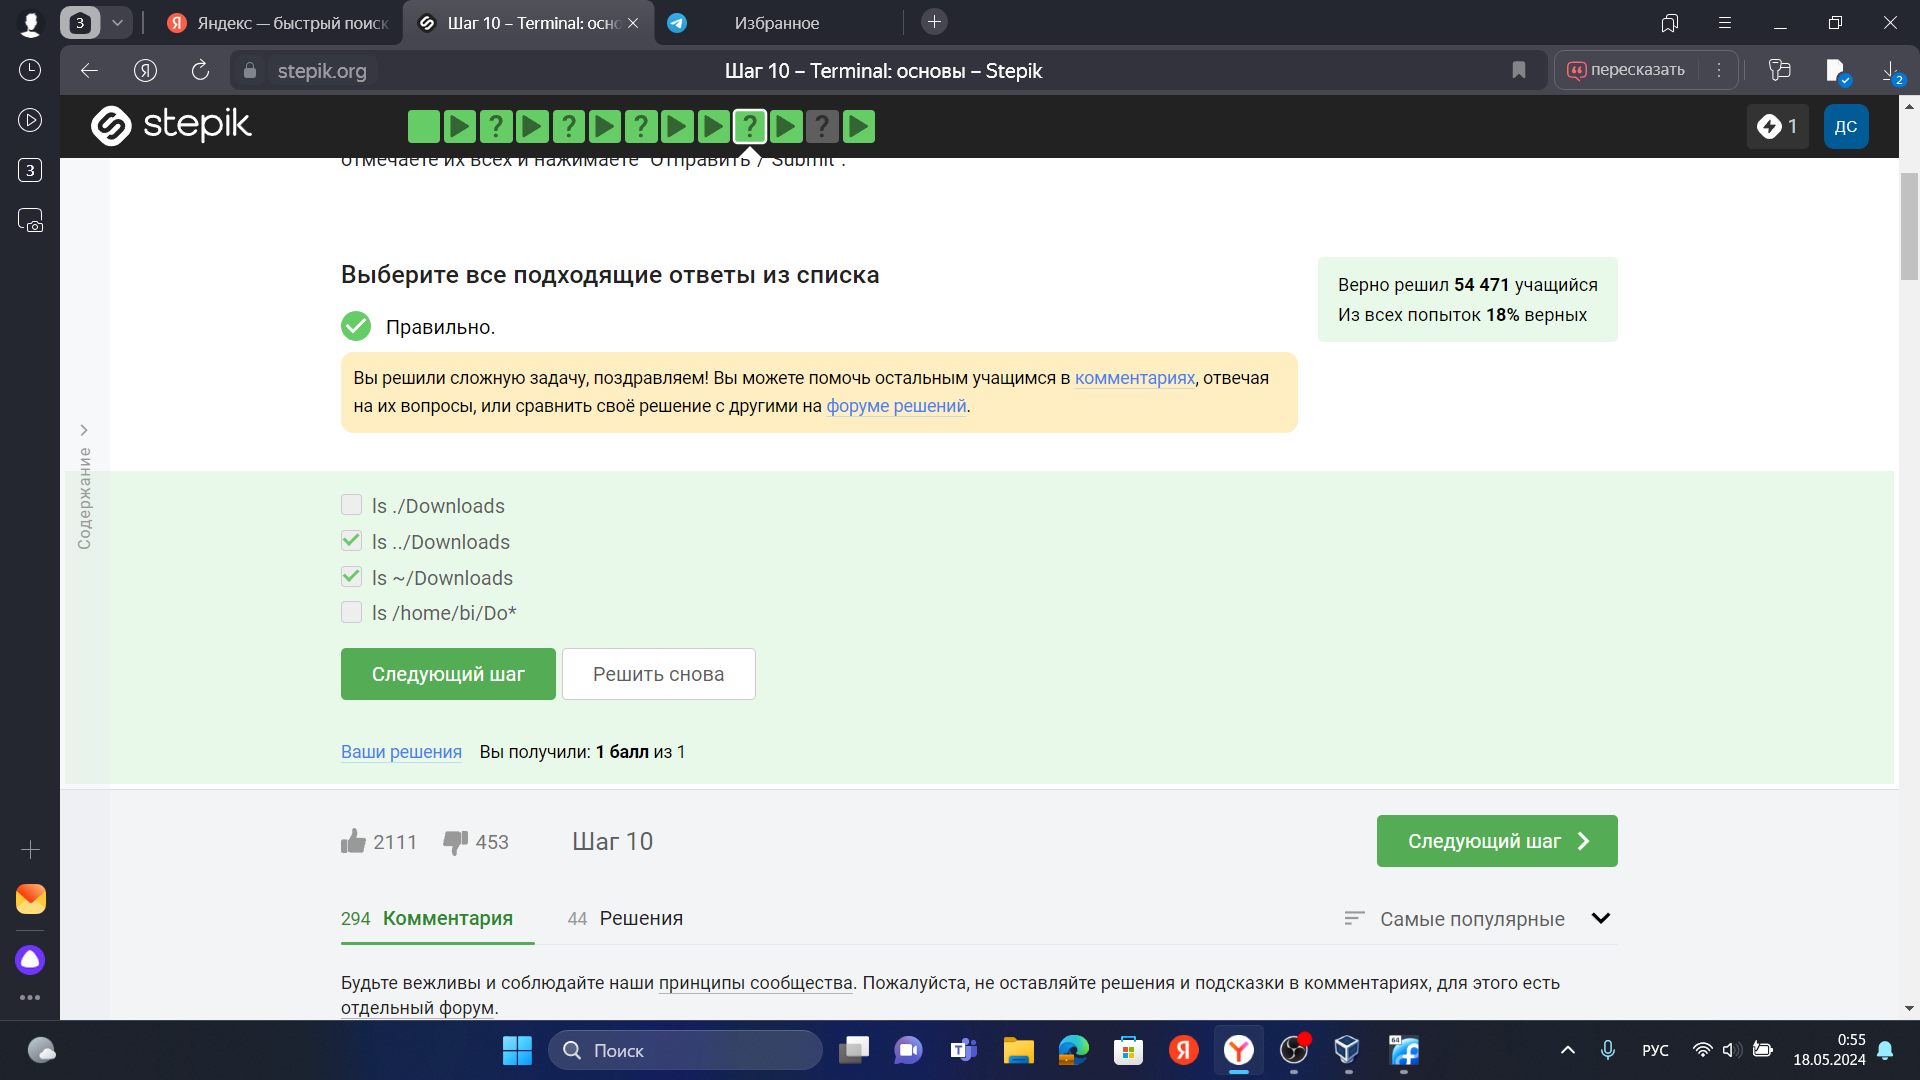 3
Яндекс — быстрый поиск
Шаг 10 – Terminal: осно
Избранное
stepik.org
Шаг 10 – Terminal: основы – Stepik
пересказать
2
3
stepik
1
ДС
отмечаете их всех и нажимаете "Отправить / Submit".
Выберите все подходящие ответы из списка
Правильно.
Верно решил 54 471 учащийся
Из всех попыток 18% верных
Вы решили сложную задачу, поздравляем! Вы можете помочь остальным учащимся в комментариях, отвечая
на их вопросы, или сравнить своё решение с другими на форуме решений.
Содержание
ls ./Downloads
ls ../Downloads
ls ~/Downloads
ls /home/bi/Do*
Следующий шаг
Решить снова
Ваши решения Вы получили: 1 балл из 1
2111
453
Шаг 10
Следующий шаг
294 Комментария
44 Решения
Самые популярные
Будьте вежливы и соблюдайте наши принципы сообщества. Пожалуйста, не оставляйте решения и подсказки в комментариях, для этого есть
отдельный форум.
Поиск
64
РУС
0:55
18.05.2024